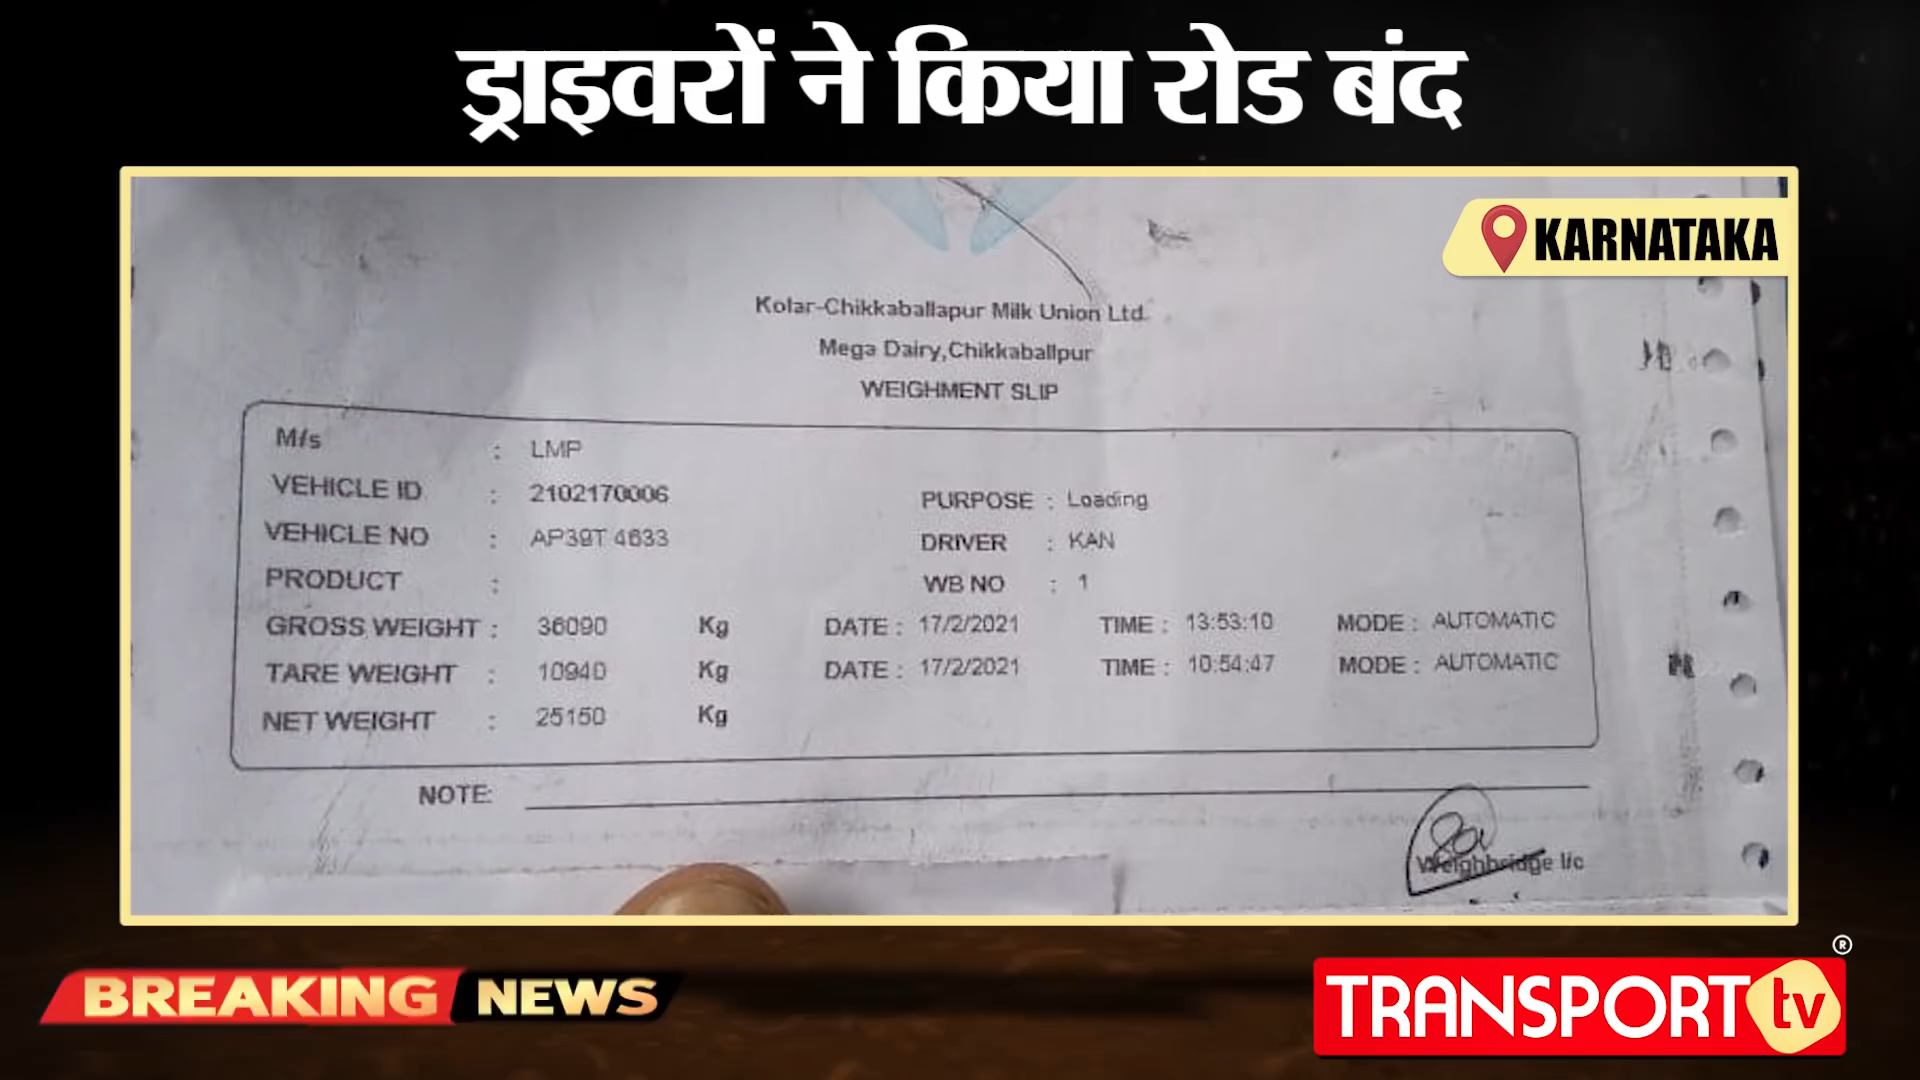 ड्राइवरों ने किया रोड बंद
KARNATAKA
Kolar-Chikkaballapur Milk Union Ltd.
Mega Dairy,Chikkaballpur
WEIGHMENT SLIP
M/s : LMP
VEHICLE ID : 2102170006 PURPOSE : Loading
VEHICLE NO : AP39T 4633 DRIVER : KAN
PRODUCT : WB NO : 1
GROSS WEIGHT : 36090 Kg DATE : 17/2/2021 TIME : 13:53:10 MODE : AUTOMATIC
TARE WEIGHT : 10940 Kg DATE : 17/2/2021 TIME : 10:54:47 MODE : AUTOMATIC
NET WEIGHT : 25150 Kg
NOTE:
Weighbridge I/c
BREAKING NEWS
TRANSPORT tv ®